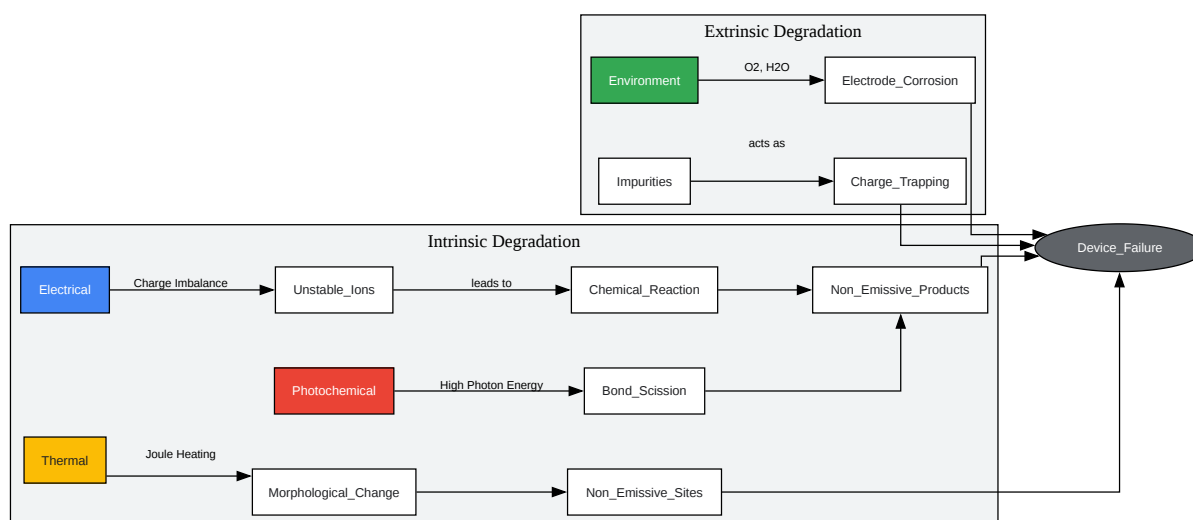 Extrinsic Degradation
Environment
O2, H2O
Electrode_Corrosion
acts as
Impurities
Charge_Trapping
Intrinsic Degradation
Device_Failure
Electrical
Charge Imbalance
Unstable_Ions
leads to
Chemical_Reaction
Non_Emissive_Products
Photochemical
High Photon Energy
Bond_Scission
Thermal
Joule Heating
Morphological_Change
Non_Emissive_Sites